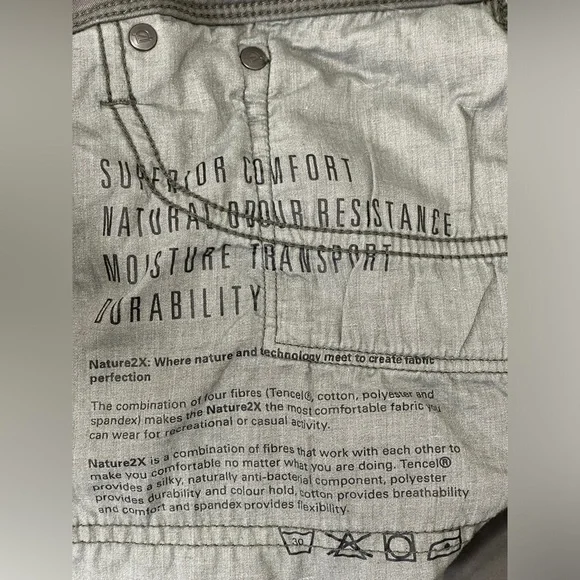 SUPERIOR COMFORT
NATURAL ODOUR RESISTANCE
MOISTURE TRANSPORT
DURABILITY
Nature2X: Where nature and technology meet to create fabric
perfection
The combination of four fibres (Tencel®, cotton, polyester and
spandex) makes the Nature2X the most comfortable fabric you
can wear for recreational or casual activity.
Nature2X is a combination of fibres that work with each other to
make you comfortable no matter what you are doing. Tencel®
provides a silky, naturally anti-bacterial component, polyester
provides durability and colour hold, cotton provides breathability
and comfort and spandex provides flexibility.
30